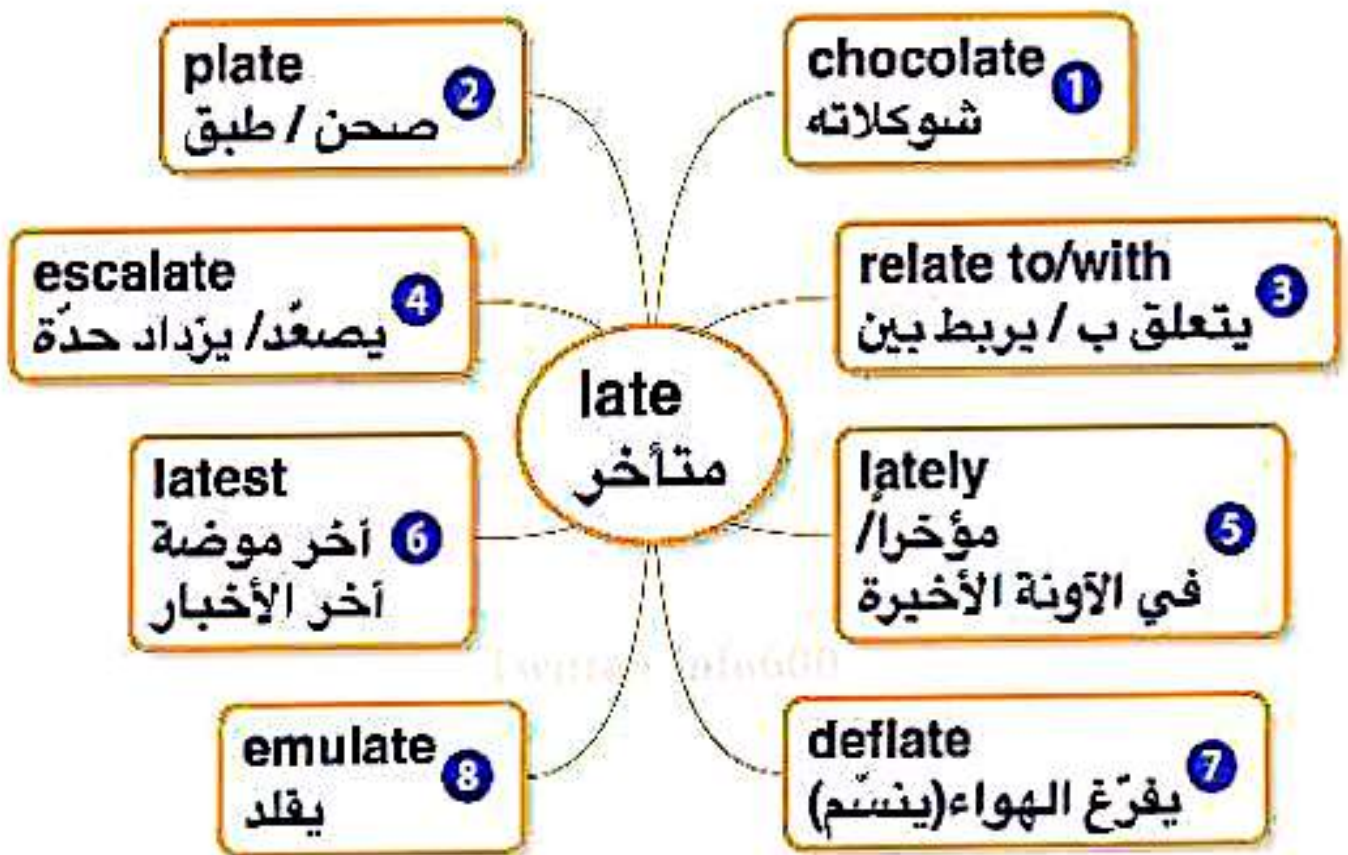 late
متأخر
chocolate
شوكلاته
1
plate
صحن / طبق
2
relate to/with
يتعلق ب / يربط بين
3
escalate
يصعّد/ يزداد حدّة
4
lately
مؤخراً/
في الآونة الأخيرة
5
latest
أخر موضة
أخر الأخبار
6
deflate
يفرّغ الهواء(ينسّم)
7
emulate
يقلد
8